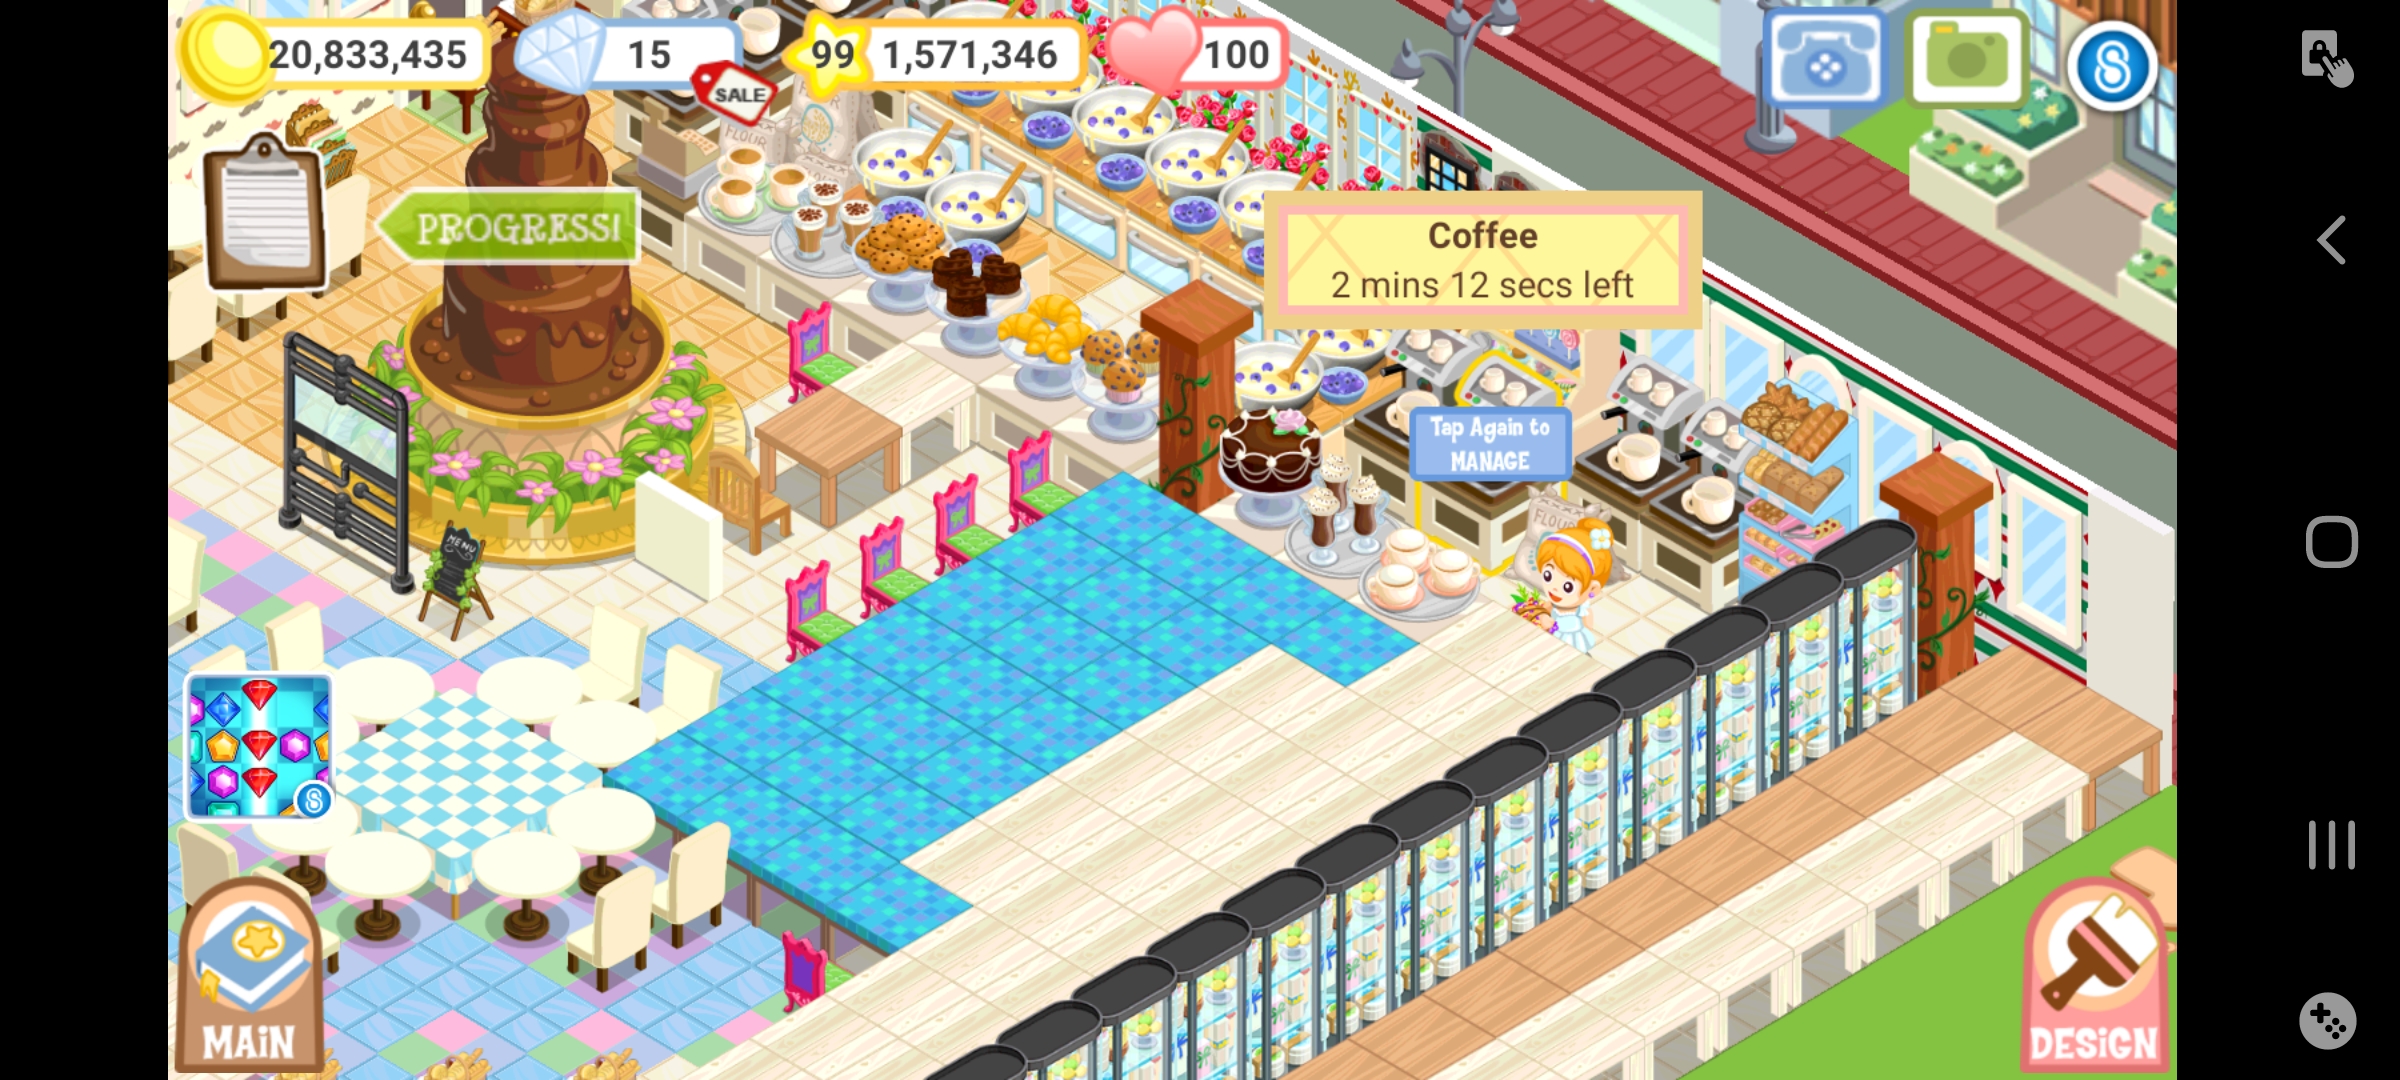 20,833,435
15
SALE
99
1,571,346
100
PROGRESS!
FLOUR
Coffee
2 mins 12 secs left
Tap Again to
MANAGE
FLOUR
MENU
MAIN
DESIGN